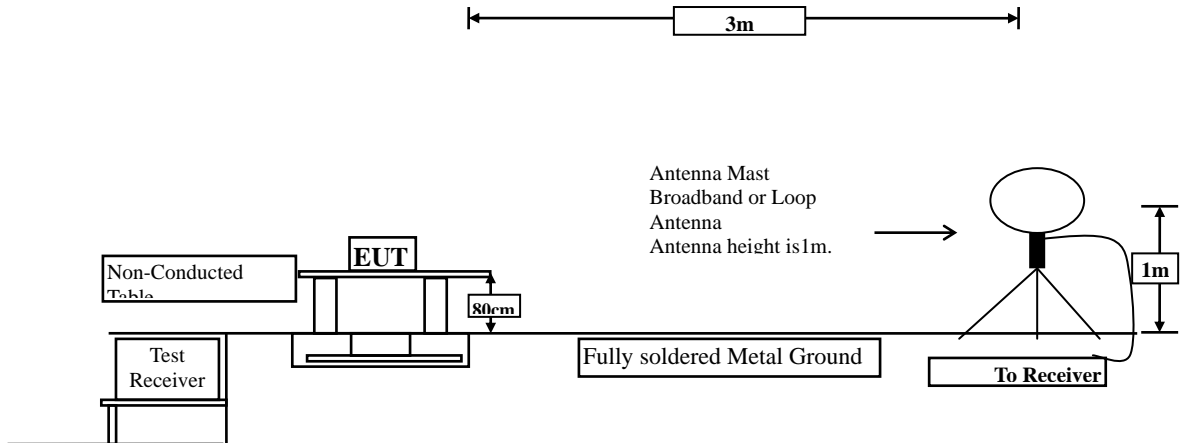 3m
Antenna Mast
Broadband or Loop
Antenna
Antenna height is1m.
EUT
Non-Conducted
Table
80cm
1m
Test
Receiver
Fully soldered Metal Ground
To Receiver